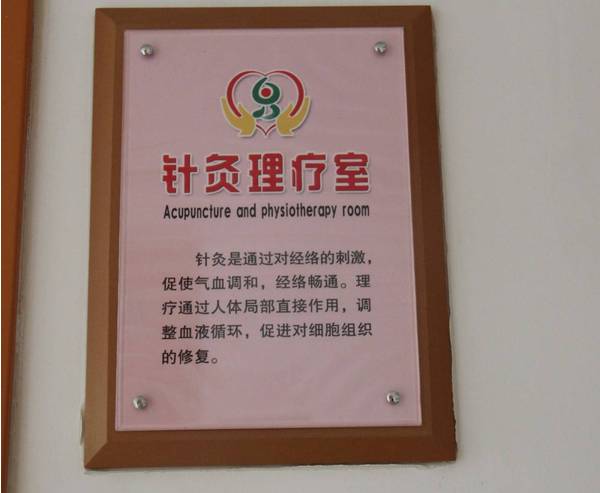 针灸理疗室
Acupuncture and physiotherapy room
针灸是通过对经络的刺激，
促使气血调和，经络畅通。理
疗通过人体局部直接作用，调
整血液循环，促进对细胞组织
的修复。